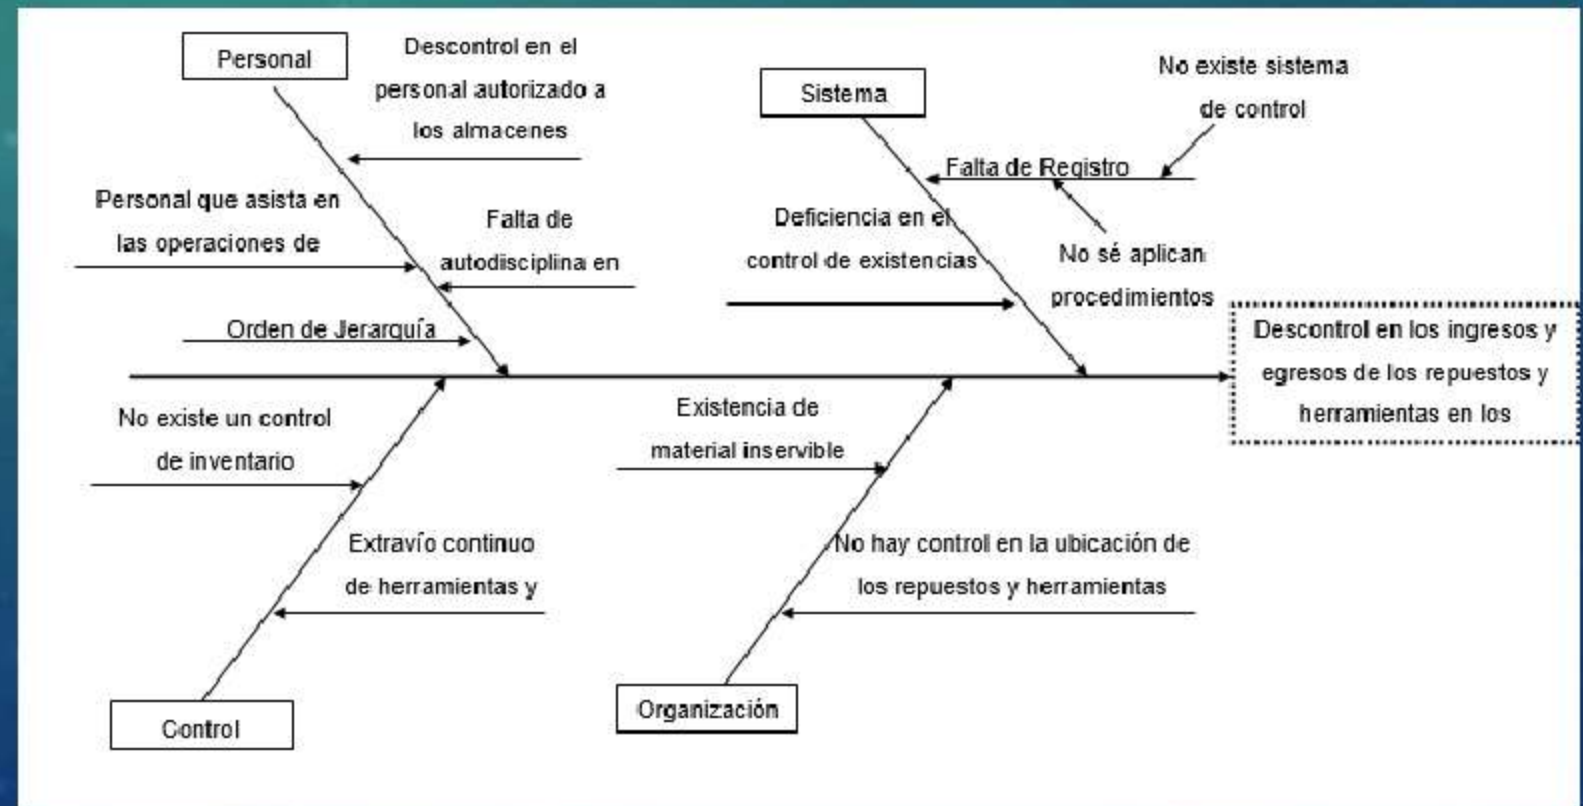 Personal
Descontrol en el
personal autorizado a
los almacenes
Personal que asista en
las operaciones de
Falta de
autodisciplina en
Orden de Jerarquía
Sistema
No existe sistema
de control
Falta de Registro
Deficiencia en el
control de existencias
No sé aplican
procedimientos
Descontrol en los ingresos y
egresos de los repuestos y
herramientas en los
No existe un control
de inventario
Extravío continuo
de herramientas y
Control
Existencia de
material inservible
No hay control en la ubicación de
los repuestos y herramientas
Organización